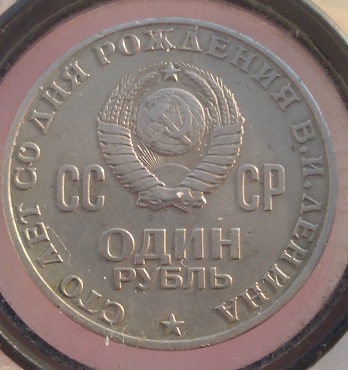 СТО ЛЕТ СО ДНЯ РОЖДЕНИЯ В.И.ЛЕНИНА
СС СР
ОДИН
РУБЛЬ